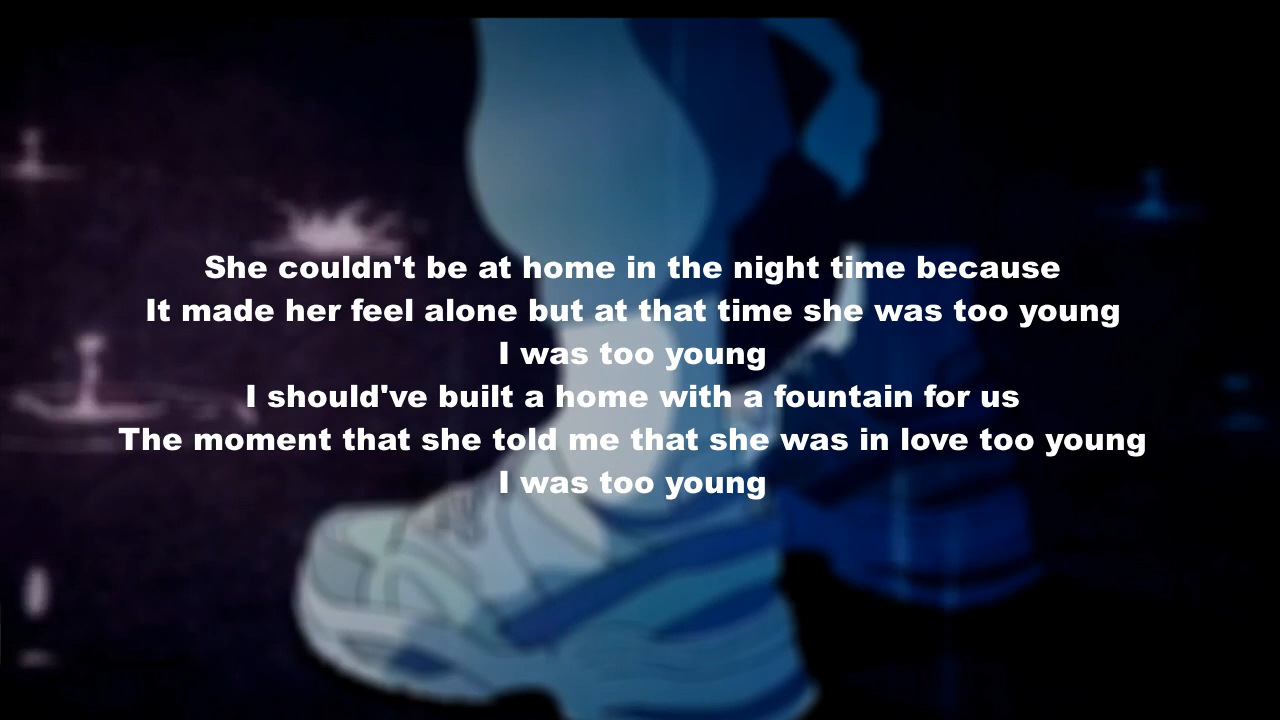 She couldn't be at home in the night time because
It made her feel alone but at that time she was too young
I was too young
I should've built a home with a fountain for us
The moment that she told me that she was in love too young
I was too young